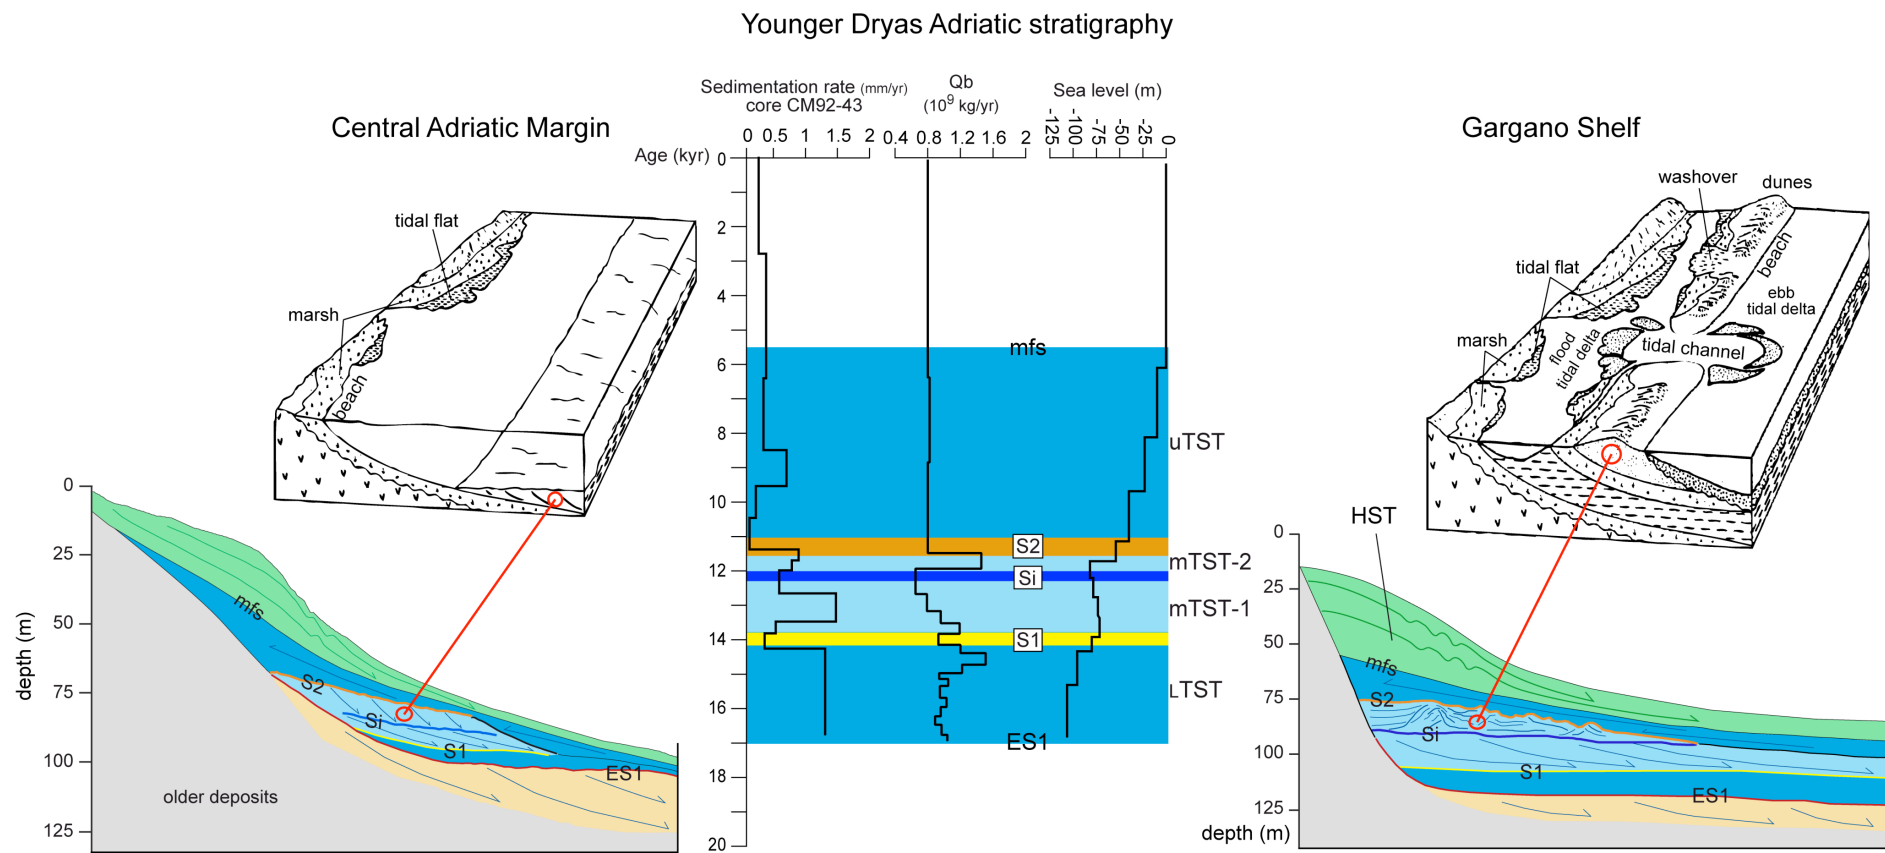 Younger Dryas Adriatic stratigraphy
Central Adriatic Margin
tidal flat
marsh
beach
0
25
50
75
100
125
depth (m)
mfs
S2
Si
S1
ES1
older deposits
Sedimentation rate (mm/yr)
core CM92-43
0 0.5 1 1.5 2
Qb
(10⁹ kg/yr)
0.4 0.8 1.2 1.6 2
Sea level (m)
-125 -100 -75 -50 -25 0
Age (kyr)
0
2
4
6
8
10
12
14
16
18
20
mfs
uTST
S2
mTST-2
Si
mTST-1
S1
LTST
ES1
Gargano Shelf
washover
dunes
beach
tidal flat
ebb
tidal delta
marsh
flood
tidal delta
tidal channel
HST
0
25
50
75
100
125
depth (m)
mfs
S2
Si
S1
ES1